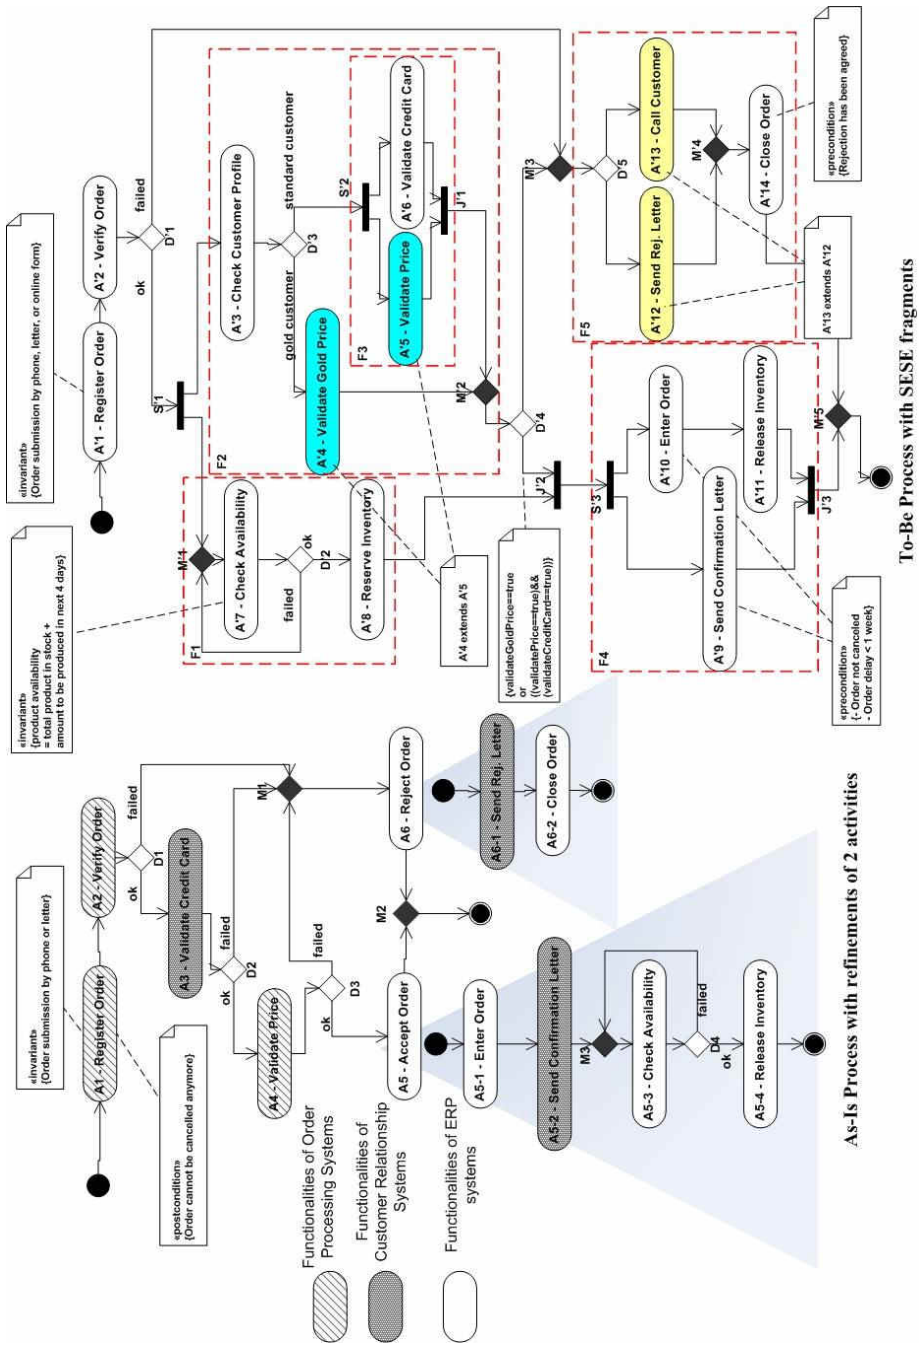 Functionalities of Order
Processing Systems
Functionalities of
Customer Relationship
Systems
Functionalities of ERP
systems
«invariant»
{Order submission by phone or letter}
«postcondition»
{Order cannot be cancelled anymore}
A1 - Register Order
A2 - Verify Order
D1
ok
failed
A3 - Validate Credit Card
D2
ok
failed
A4 - Validate Price
D3
ok
failed
M1
A5 - Accept Order
M2
A6 - Reject Order
A5-1 - Enter Order
A5-2 - Send Confirmation Letter
M3
A5-3 - Check Availability
D4
failed
ok
A5-4 - Release Inventory
A6-1 - Send Rej. Letter
A6-2 - Close Order
As-Is Process with refinements of 2 activities
«invariant»
{product availability
= total product in stock +
amount to be produced in next 4 days}
«invariant»
{Order submission by phone, letter, or online form}
A'1 - Register Order
A'2 - Verify Order
D'1
ok
failed
S'1
F1
M'1
A'7 - Check Availability
failed
ok
D'2
A'8 - Reserve Inventory
F2
A'3 - Check Customer Profile
D'3
gold customer
standard customer
A'4 - Validate Gold Price
F3
S'2
A'5 - Validate Price
A'6 - Validate Credit Card
J'1
M'2
A'4 extends A'5
D'4
{validateGoldPrice==true
or
((validatePrice==true)&&
(validateCreditCard==true))}
J'2
M'3
F4
S'3
A'9 - Send Confirmation Letter
A'10 - Enter Order
A'11 - Release Inventory
J'3
F5
D'5
A'12 - Send Rej. Letter
A'13 - Call Customer
M'4
A'14 - Close Order
A'13 extends A'12
M'5
«precondition»
{- Order not canceled
- Order delay < 1 week}
«precondition»
{Rejection has been agreed}
To-Be Process with SESE fragments